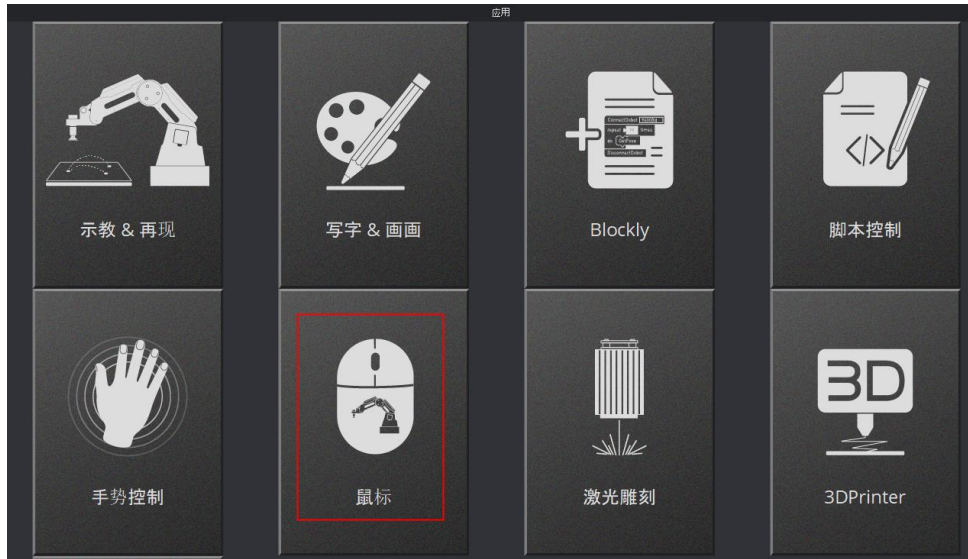 应用
示教 & 再现
写字 & 画画
Blockly
脚本控制
</>
手势控制
鼠标
激光雕刻
3D
3DPrinter